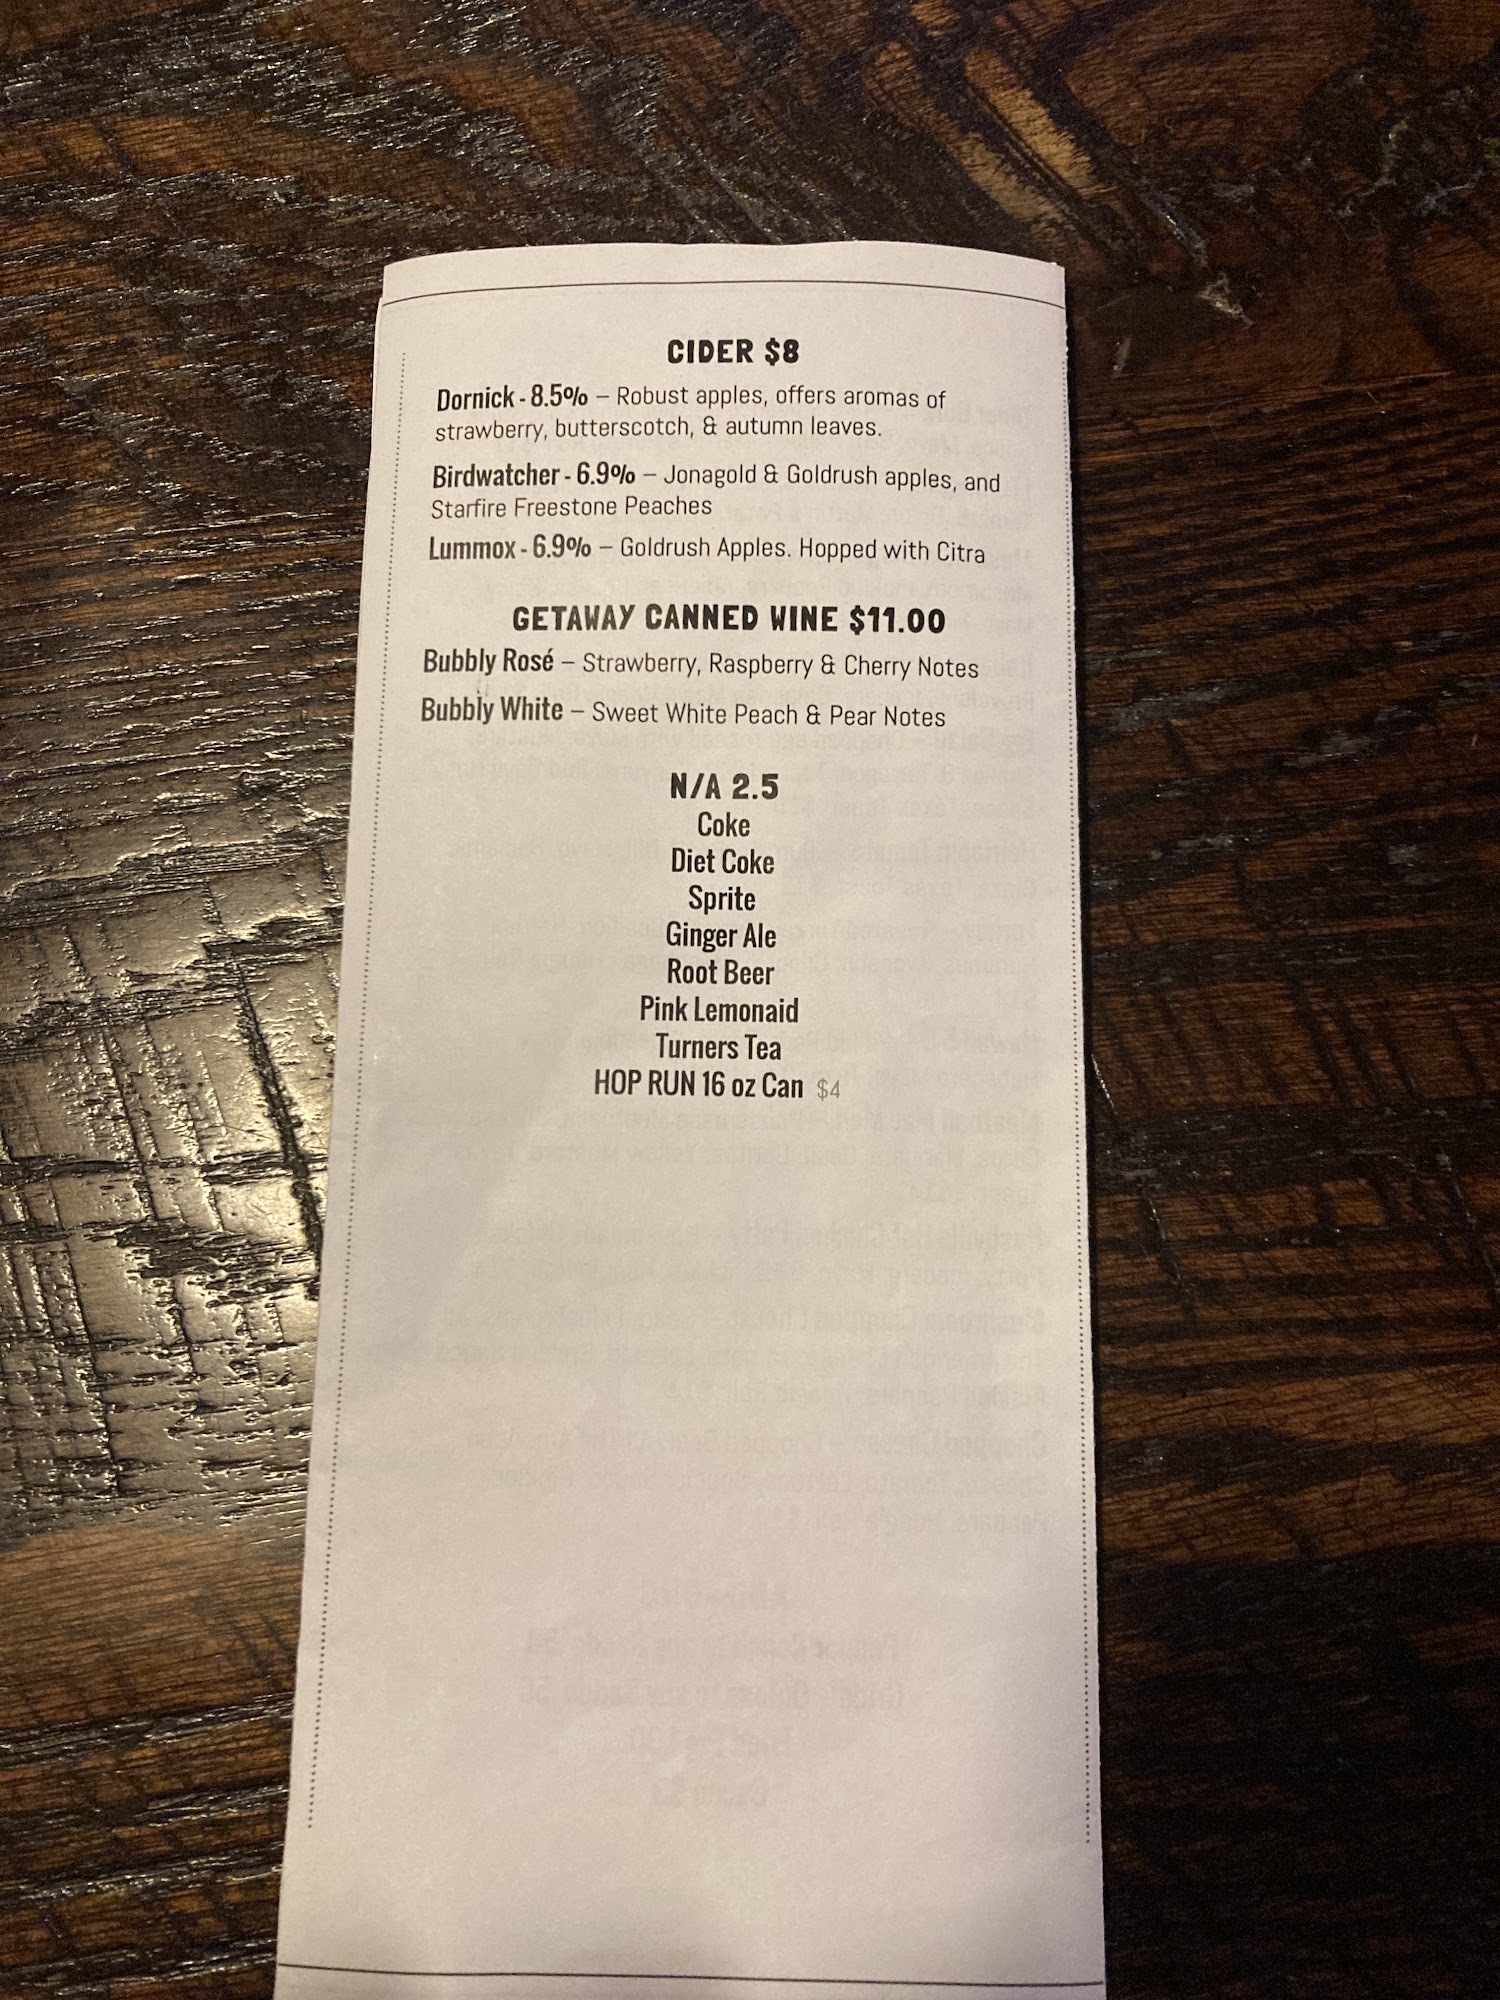 CIDER $8
Dornick - 8.5% – Robust apples, offers aromas of
strawberry, butterscotch, & autumn leaves.
Birdwatcher - 6.9% – Jonagold & Goldrush apples, and
Starfire Freestone Peaches
Lummox - 6.9% – Goldrush Apples. Hopped with Citra
GETAWAY CANNED WINE $11.00
Bubbly Rosé – Strawberry, Raspberry & Cherry Notes
Bubbly White – Sweet White Peach & Pear Notes
N/A 2.5
Coke
Diet Coke
Sprite
Ginger Ale
Root Beer
Pink Lemonaid
Turners Tea
HOP RUN 16 oz Can $4